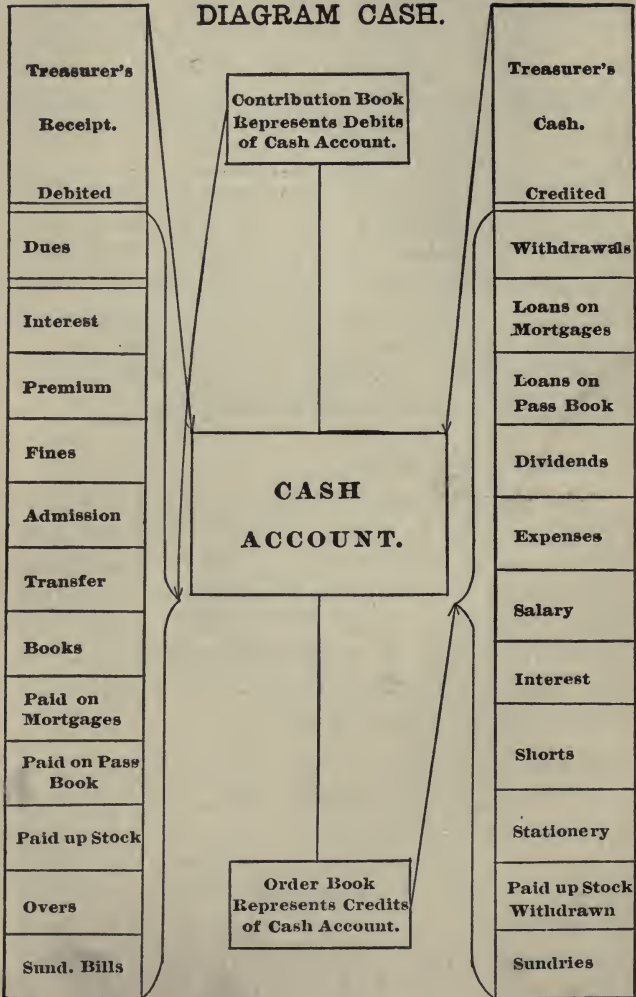 DIAGRAM CASH.
Treasurer's
Receipt.
Debited
Dues
Interest
Premium
Fines
Admission
Transfer
Books
Paid on
Mortgages
Paid on Pass
Book
Paid up Stock
Overs
Sund. Bills
Contribution Book
Represents Debits
of Cash Account.
CASH
ACCOUNT.
Order Book
Represents Credits
of Cash Account.
Treasurer's
Cash.
Credited
Withdrawals
Loans on
Mortgages
Loans on
Pass Book
Dividends
Expenses
Salary
Interest
Shorts
Stationery
Paid up Stock
Withdrawn
Sundries